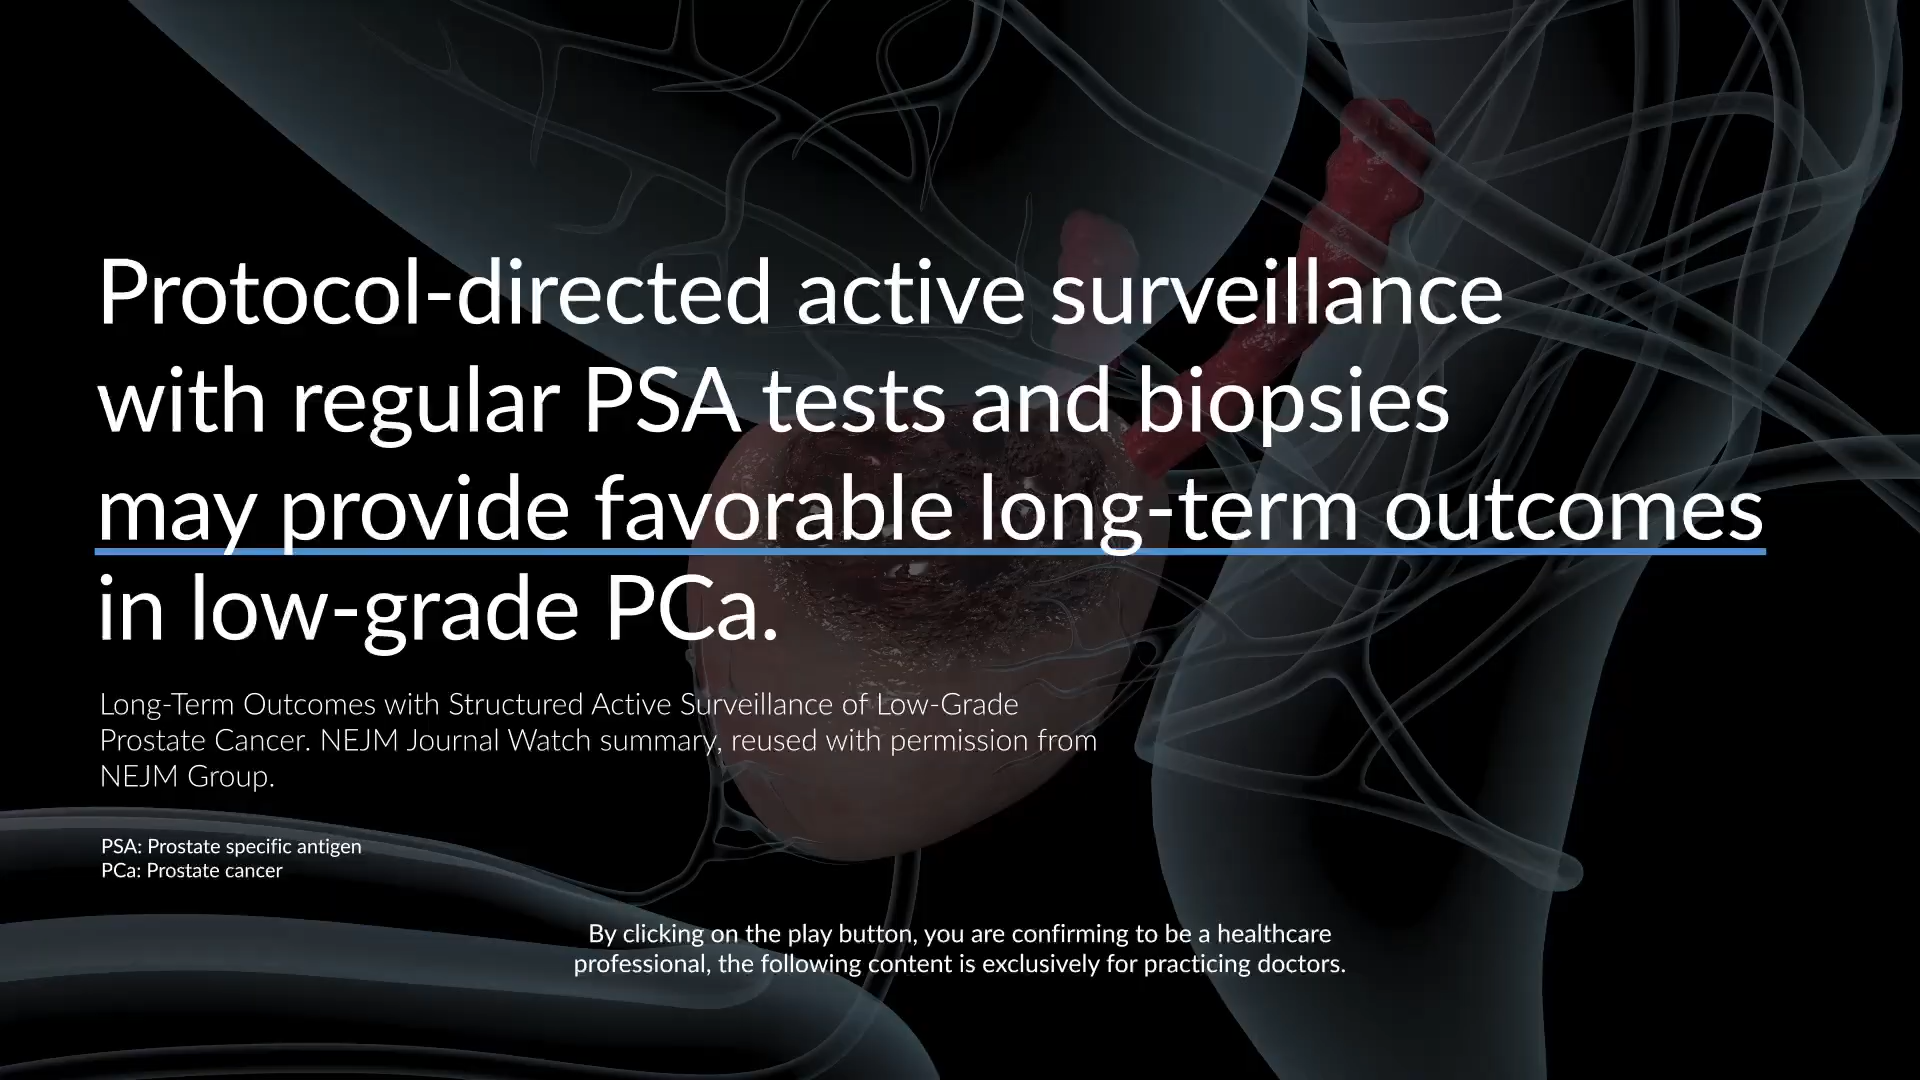 Protocol-directed active surveillance
with regular PSA tests and biopsies
may provide favorable long-term outcomes
in low-grade PCa.
Long-Term Outcomes with Structured Active Surveillance of Low-Grade
Prostate Cancer. NEJM Journal Watch summary, reused with permission from
NEJM Group.
PSA: Prostate specific antigen
PCa: Prostate cancer
By clicking on the play button, you are confirming to be a healthcare
professional, the following content is exclusively for practicing doctors.